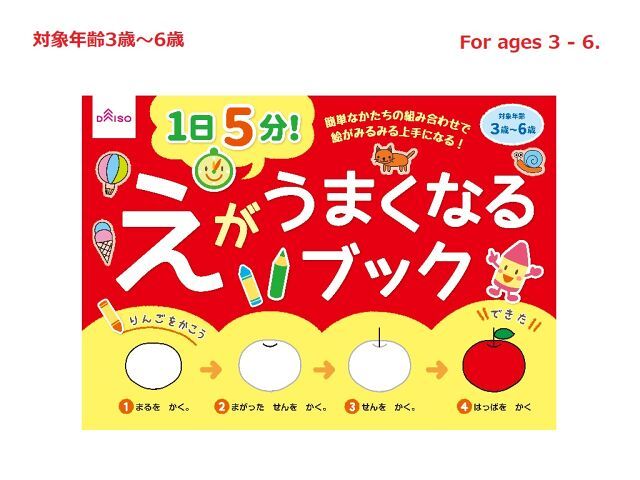 対象年齢3歳～6歳
For ages 3 - 6.
DAISO
1日5分!
簡単なかたちの組み合わせで
絵がみるみる上手になる！
対象年齢
3歳～6歳
えがうまくなる
ブック
りんごをかこう
できた
1 まるを かく。
2 まがった せんを かく。
3 せんを かく。
4 はっぱを かく